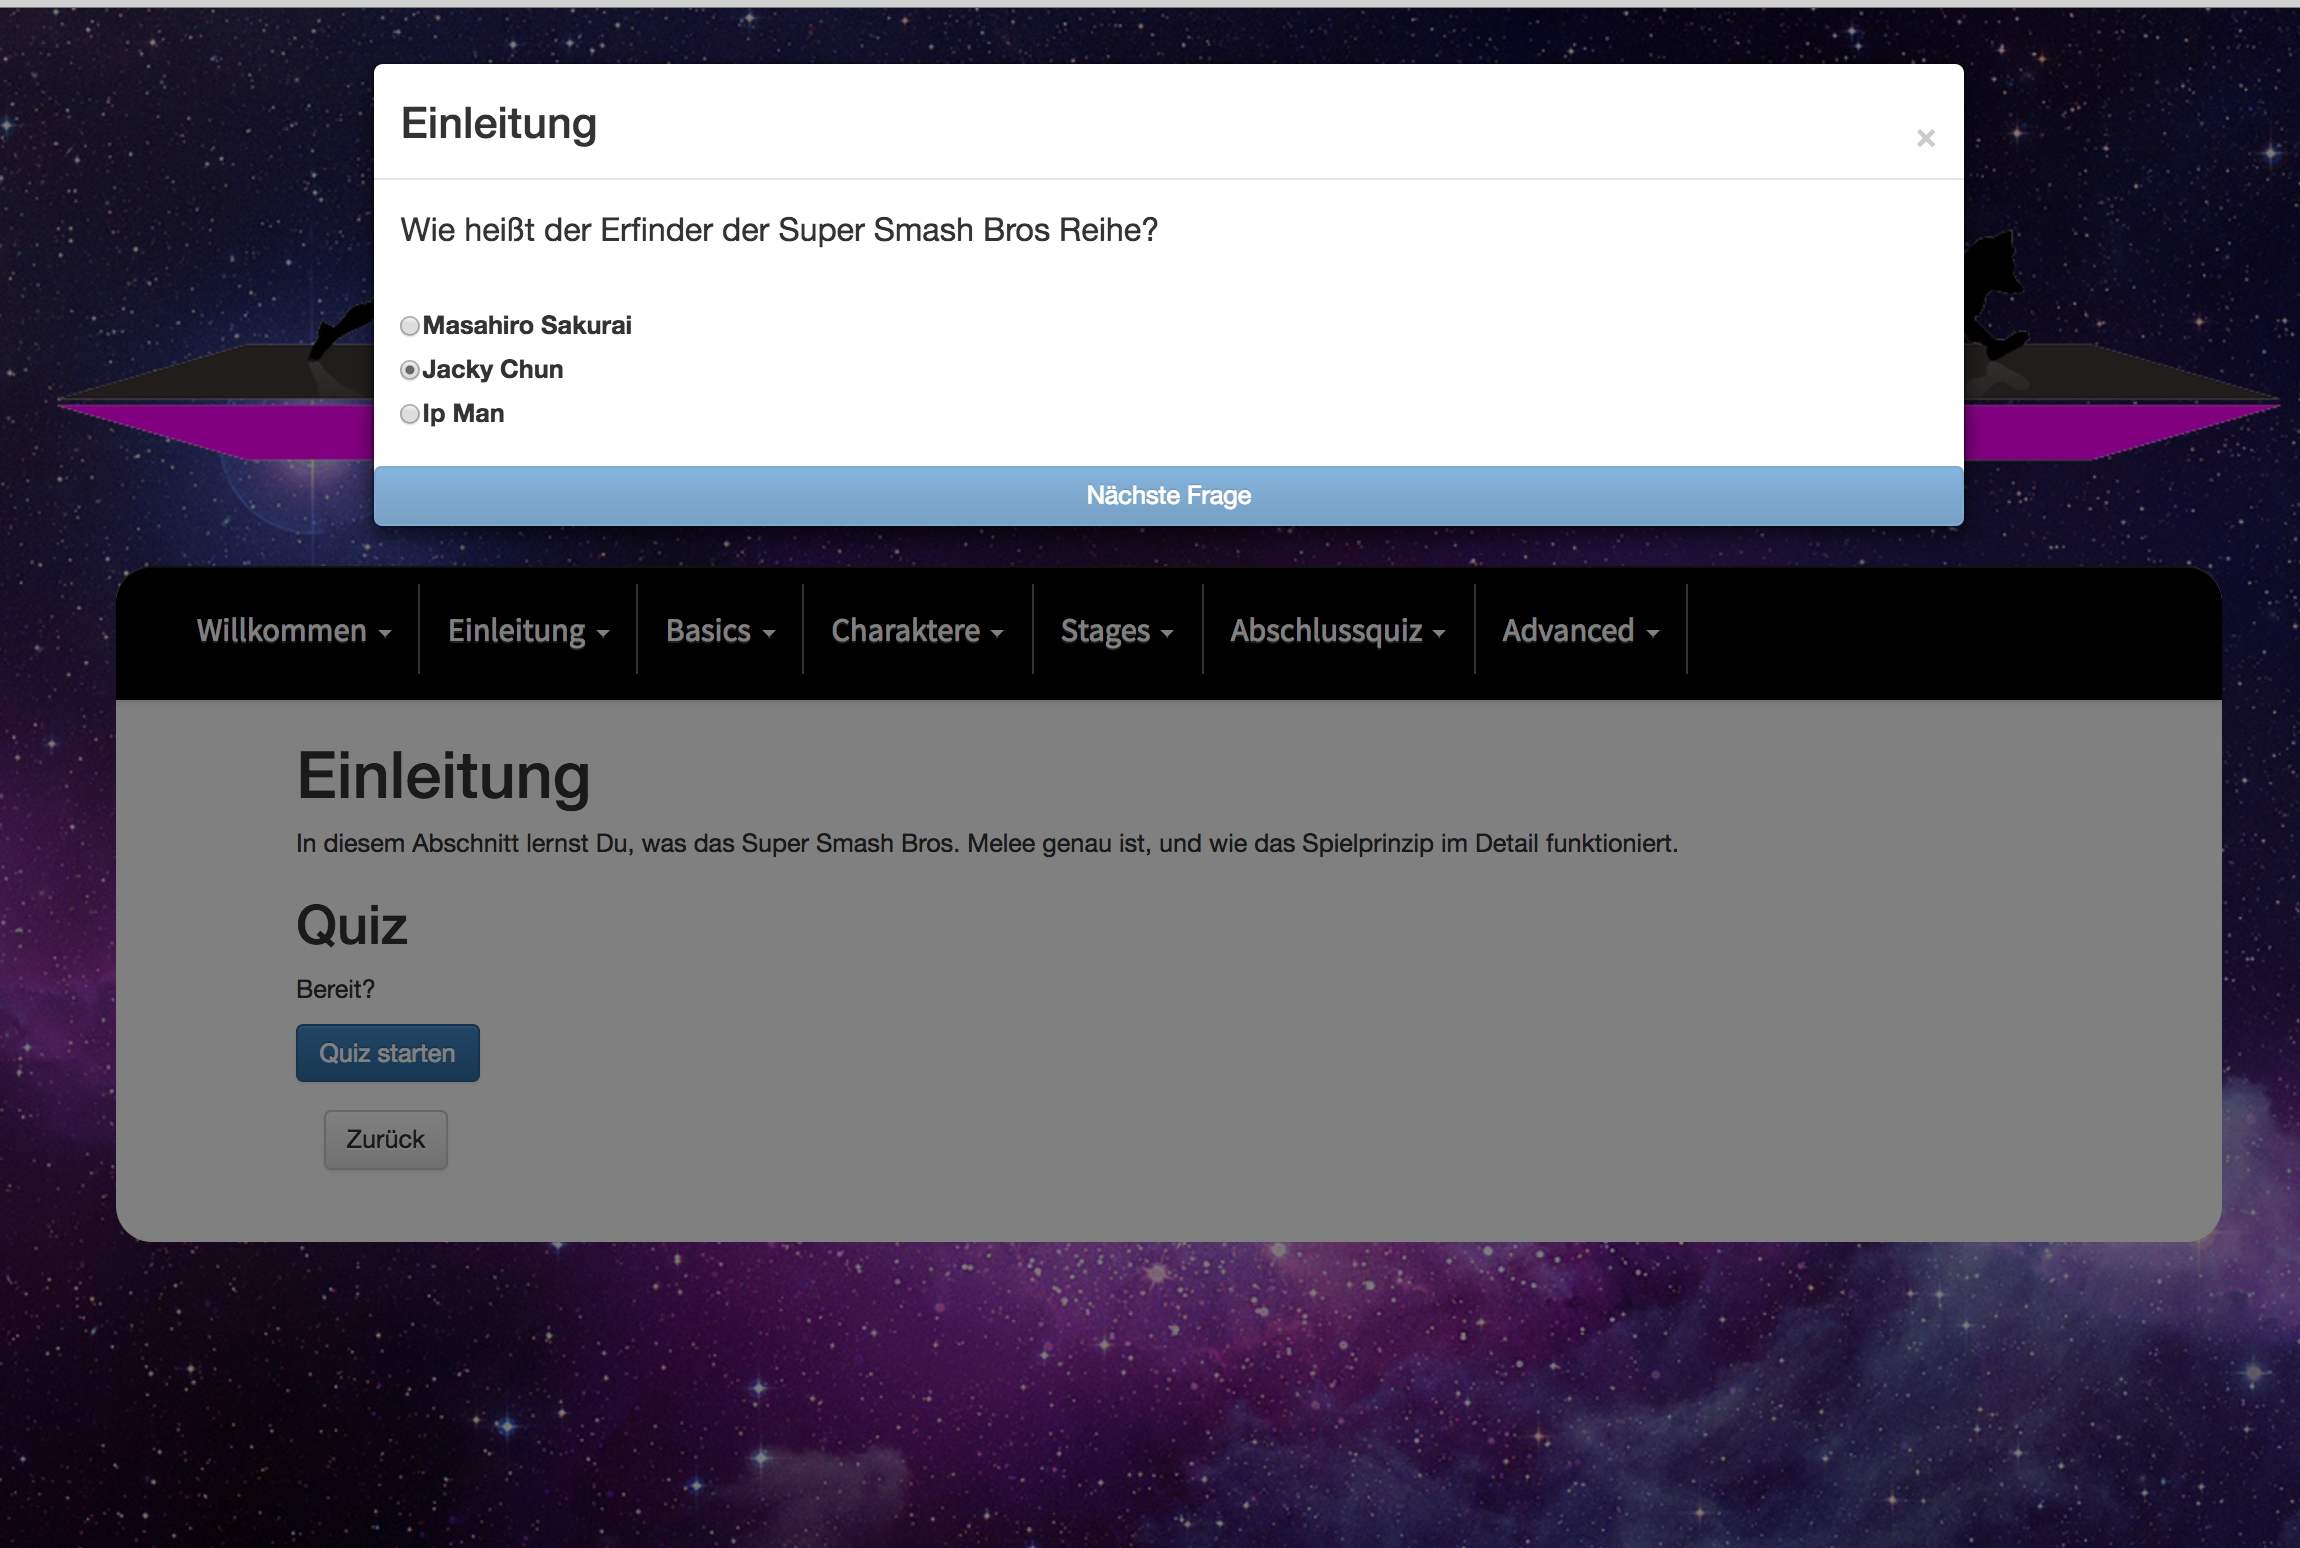 Einleitung
×
Wie heißt der Erfinder der Super Smash Bros Reihe?
Masahiro Sakurai
Jacky Chun
Ip Man
Nächste Frage
Willkommen Einleitung Basics Charaktere Stages Abschlussquiz Advanced
Einleitung
In diesem Abschnitt lernst Du, was das Super Smash Bros. Melee genau ist, und wie das Spielprinzip im Detail funktioniert.
Quiz
Bereit?
Quiz starten
Zurück